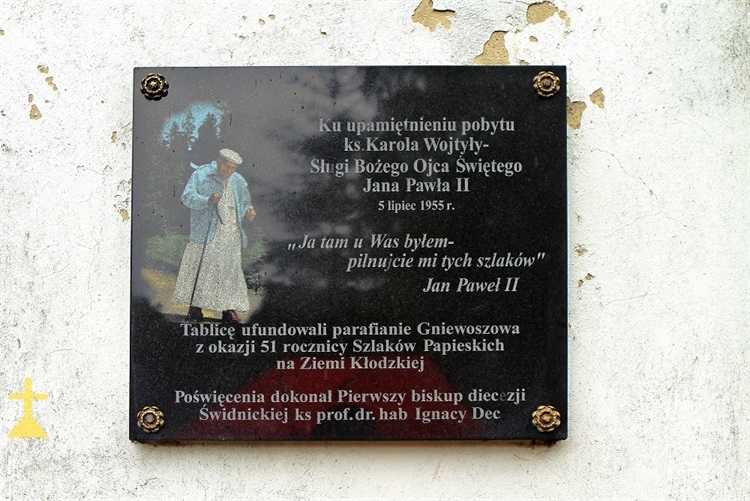 Ku upamiętnieniu pobytu
ks.Karola Wojtyły-
Sługi Bożego Ojca Świętego
Jana Pawła II
5 lipiec 1955 r.
„Ja tam u Was byłem-
pilnujcie mi tych szlaków"
Jan Paweł II
Tablicę ufundowali parafianie Gniewoszowa
z okazji 51 rocznicy Szlaków Papieskich
na Ziemi Kłodzkiej
Poświęcenia dokonał Pierwszy biskup diecezji
Świdnickiej ks prof.dr. hab Ignacy Dec